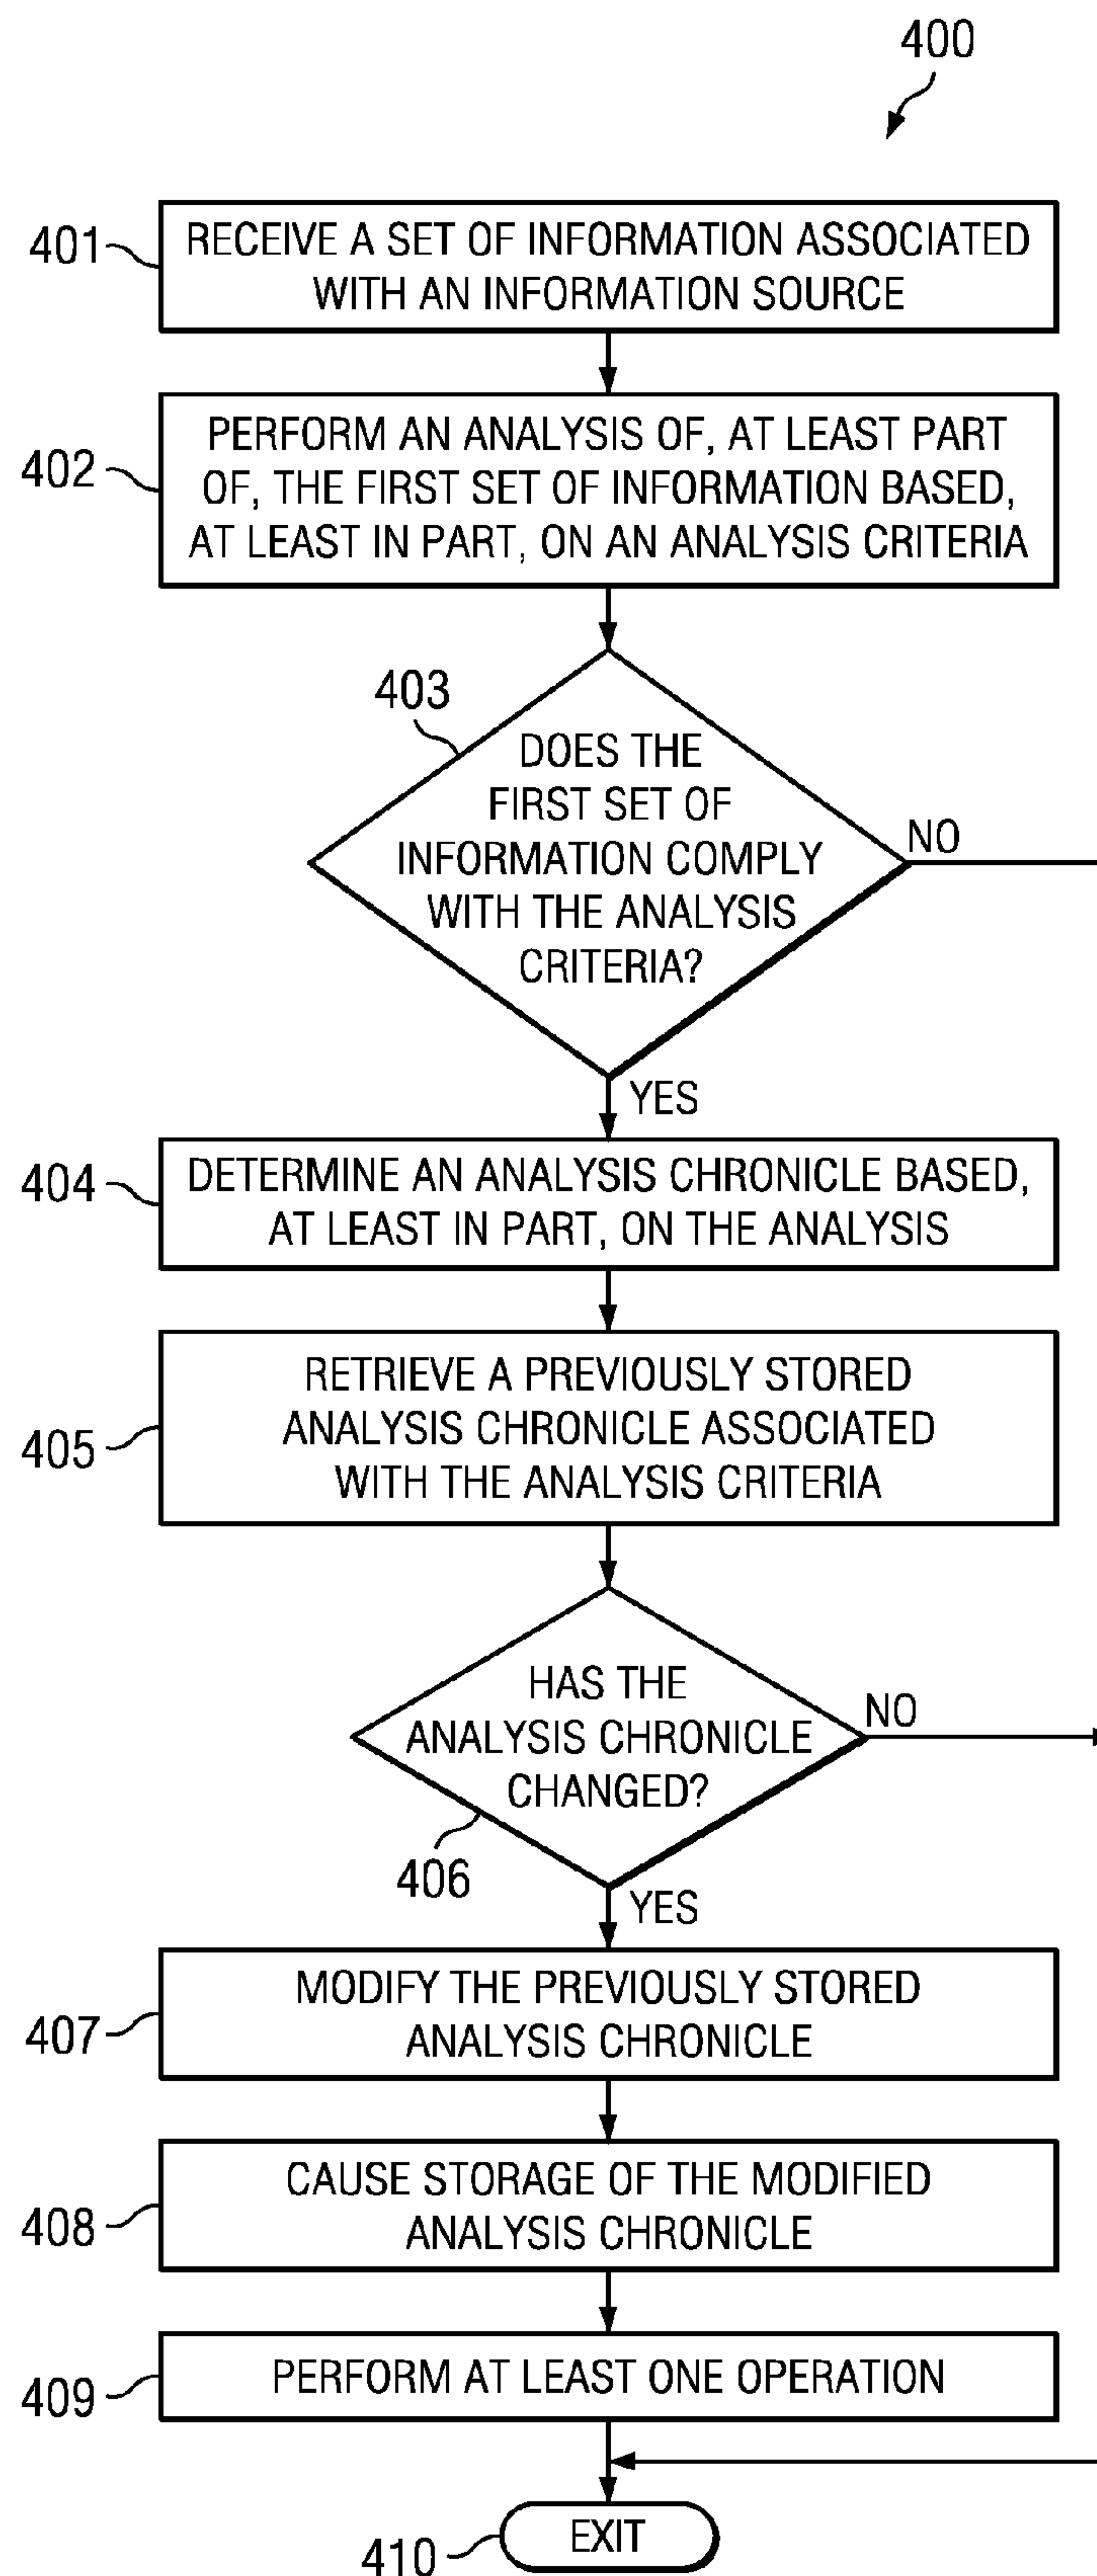 400
401
RECEIVE A SET OF INFORMATION ASSOCIATED
WITH AN INFORMATION SOURCE
402
PERFORM AN ANALYSIS OF, AT LEAST PART
OF, THE FIRST SET OF INFORMATION BASED,
AT LEAST IN PART, ON AN ANALYSIS CRITERIA
403
DOES THE
FIRST SET OF
INFORMATION COMPLY
WITH THE ANALYSIS
CRITERIA?
NO
YES
404
DETERMINE AN ANALYSIS CHRONICLE BASED,
AT LEAST IN PART, ON THE ANALYSIS
405
RETRIEVE A PREVIOUSLY STORED
ANALYSIS CHRONICLE ASSOCIATED
WITH THE ANALYSIS CRITERIA
HAS THE
ANALYSIS CHRONICLE
CHANGED?
NO
406
YES
407
MODIFY THE PREVIOUSLY STORED
ANALYSIS CHRONICLE
408
CAUSE STORAGE OF THE MODIFIED
ANALYSIS CHRONICLE
409
PERFORM AT LEAST ONE OPERATION
410
EXIT